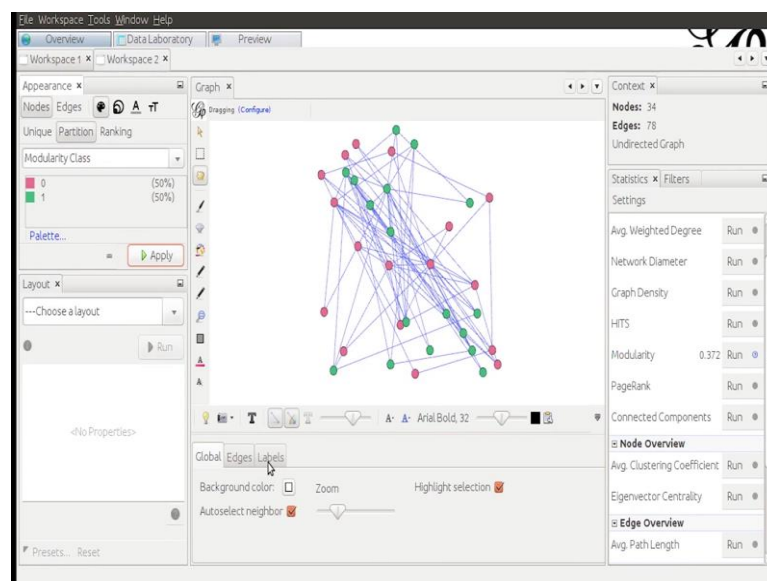 File Workspace Tools Window Help
Overview Data Laboratory Preview
Workspace 1 × Workspace 2 ×
Appearance ×
Nodes Edges
Unique Partition Ranking
Modularity Class
0 (50%)
1 (50%)
Palette...
Apply
Layout ×
---Choose a layout
Run
<No Properties>
Presets... Reset
Graph ×
Dragging (Configure)
T A- A- Arial Bold, 32
Global Edges Labels
Background color: Zoom Highlight selection
Autoselect neighbor
Context ×
Nodes: 34
Edges: 78
Undirected Graph
Statistics × Filters
Settings
Avg. Weighted Degree Run
Network Diameter Run
Graph Density Run
HITS Run
Modularity 0.372 Run
PageRank Run
Connected Components Run
Node Overview
Avg. Clustering Coefficient Run
Eigenvector Centrality Run
Edge Overview
Avg. Path Length Run